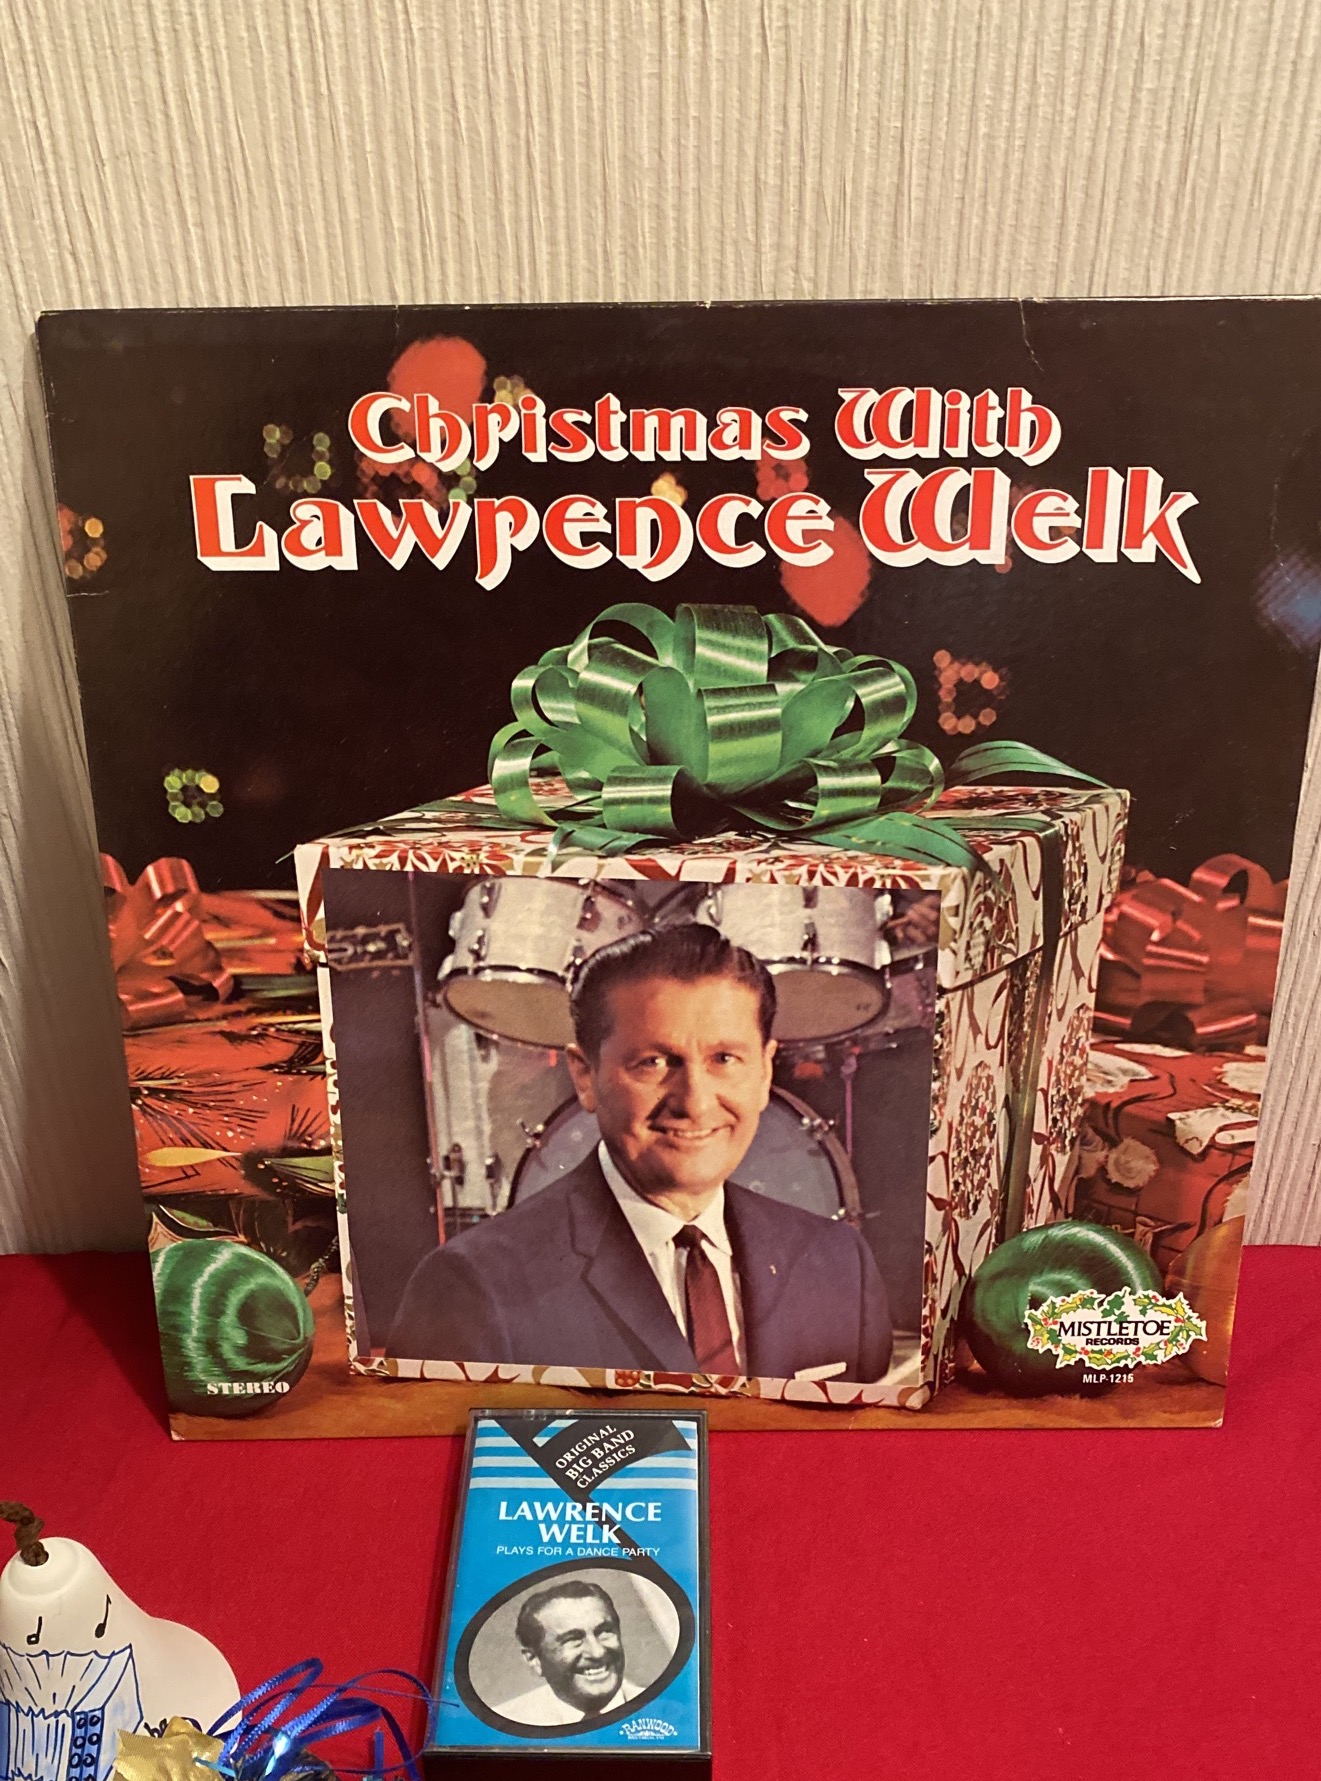 Christmas With
Lawrence Welk
STEREO
MISTLETOE
RECORDS
MLP-1215
ORIGINAL
BIG BAND
CLASSICS
LAWRENCE
WELK
PLAYS FOR A DANCE PARTY
RANWOOD